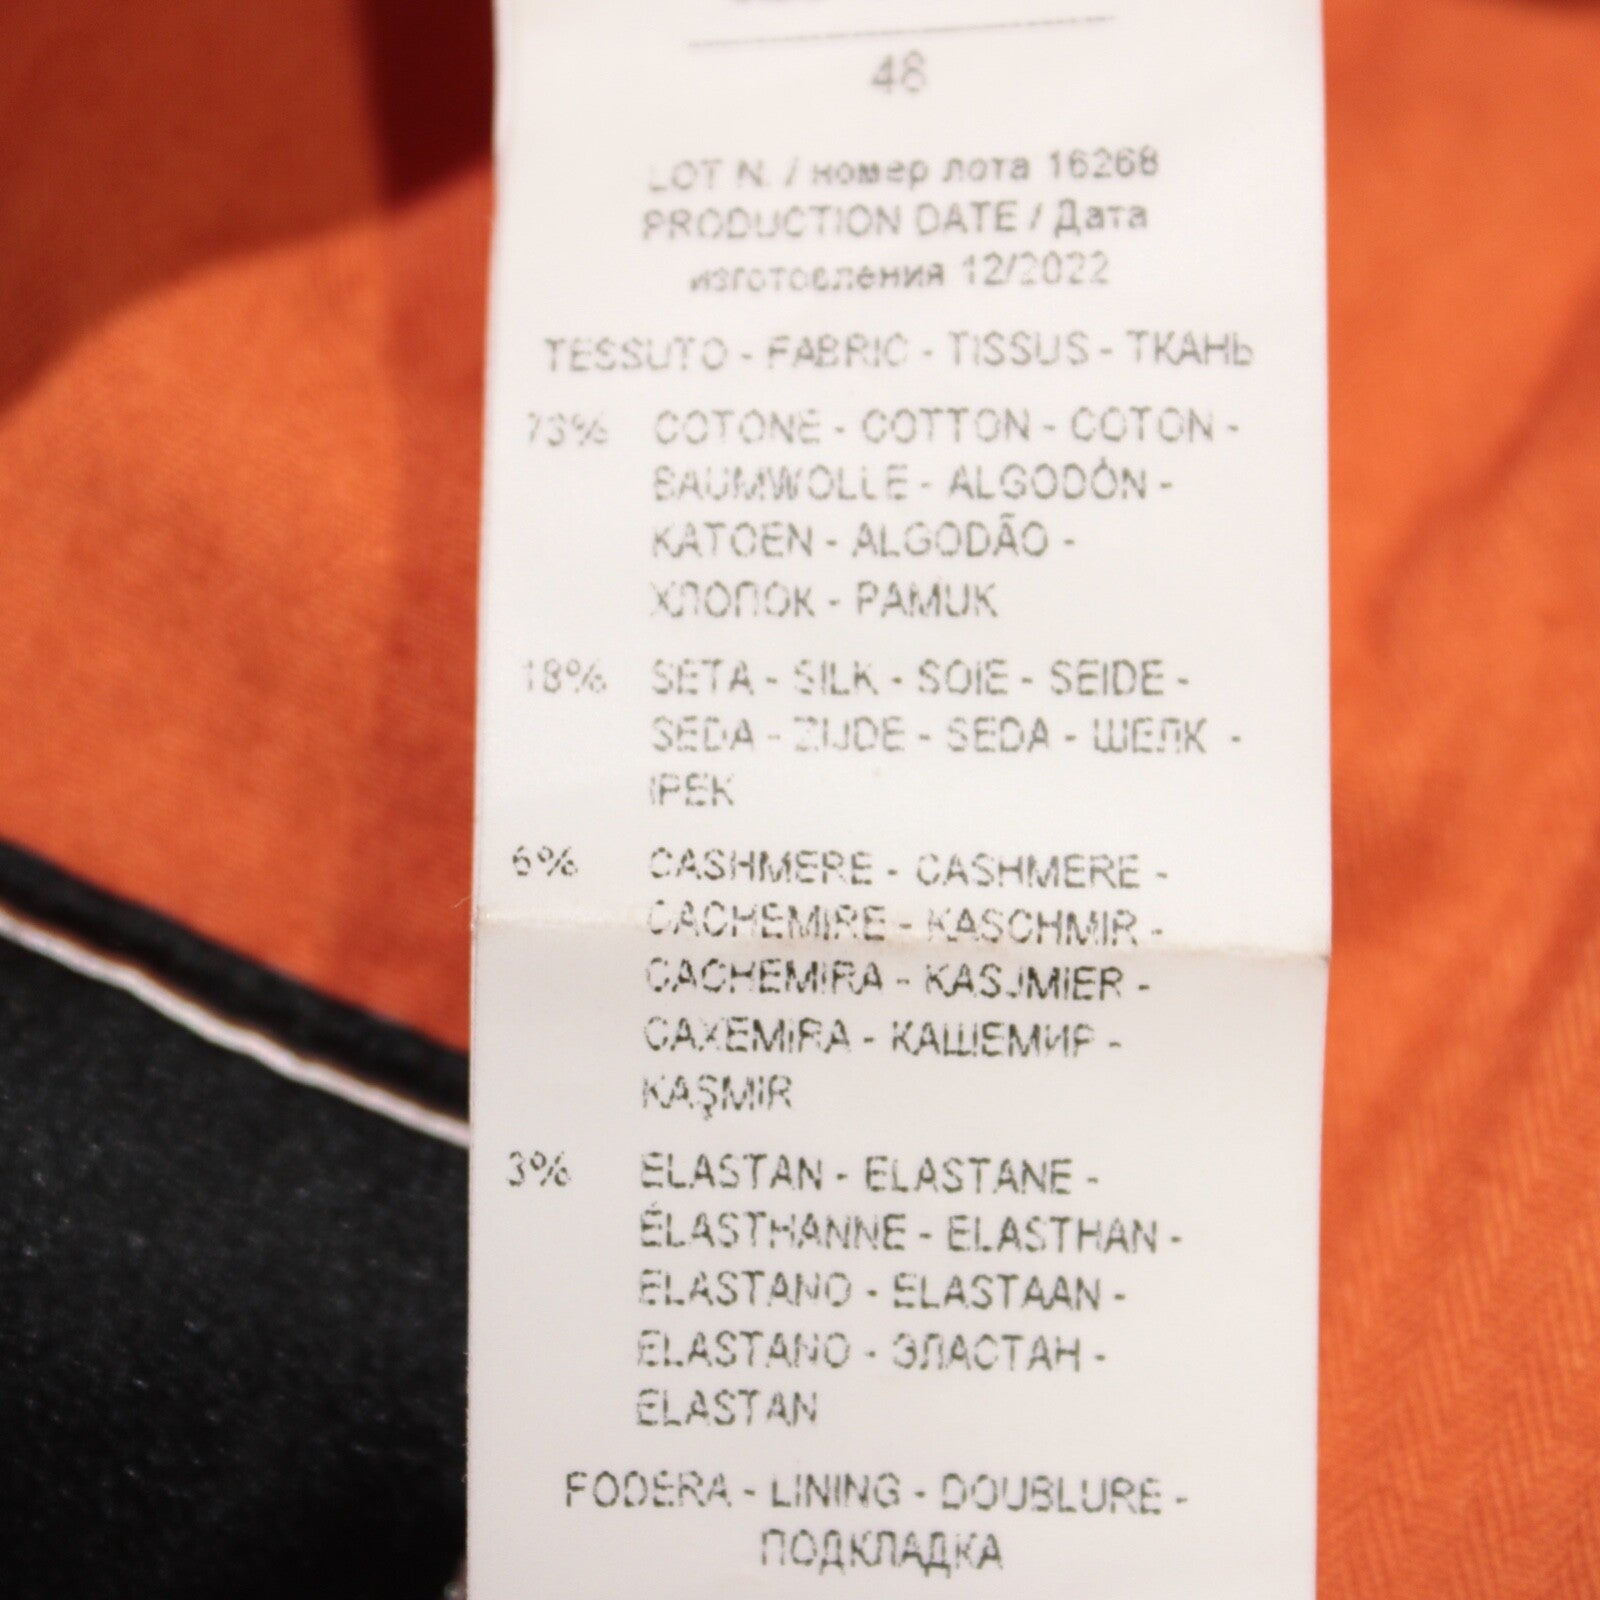 48
LOT N. / номер лота 16268
PRODUCTION DATE / Дата
изготовления 12/2022
TESSUTO - FABRIC - TISSUS - ТКАНЬ
73% COTONE - COTTON - COTON -
BAUMWOLLE - ALGODÓN -
KATOEN - ALGODÃO -
ХЛОПОК - PAMUK
18% SETA - SILK - SOIE - SEIDE -
SEDA - ZIJDE - SEDA - ШЕЛК -
IPEK
6% CASHMERE - CASHMERE -
CACHEMIRE - KASCHMIR -
CACHEMIRA - KASJMIER -
CAXEMIRA - КАШЕМИР -
KAŞMIR
3% ELASTAN - ELASTANE -
ÉLASTHANNE - ELASTHAN -
ELASTANO - ELASTAAN -
ELASTANO - ЭЛАСТАН -
ELASTAN
FODERA - LINING - DOUBLURE -
ПОДКЛАДКА